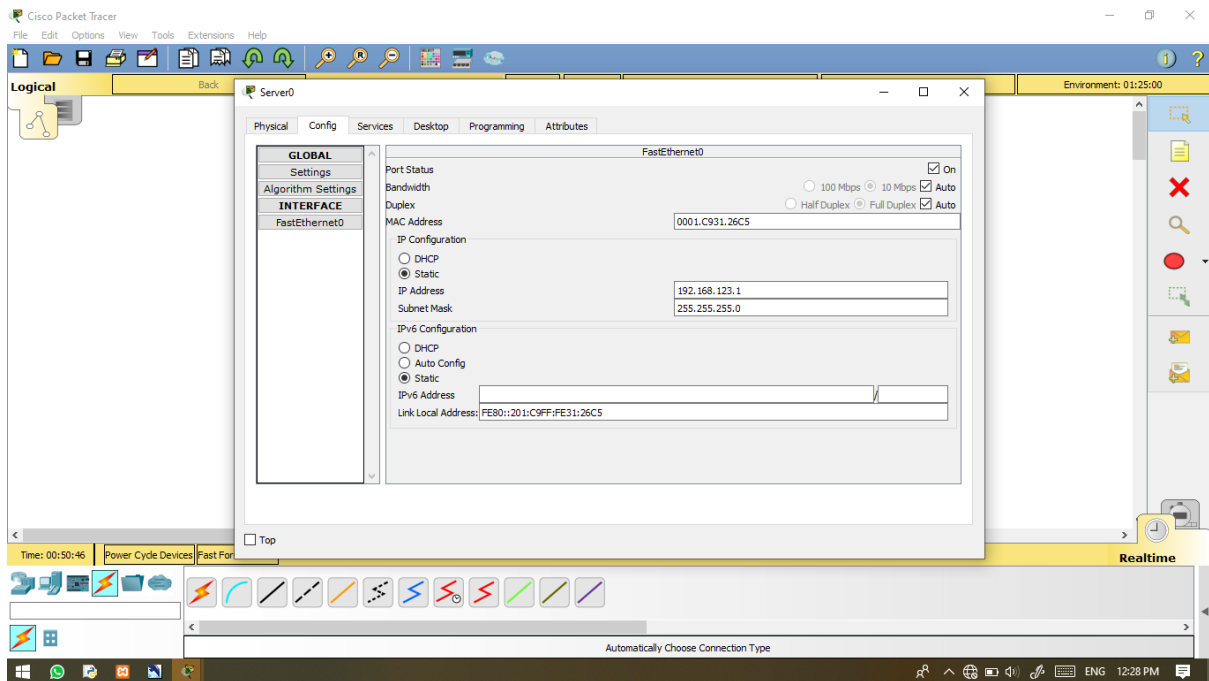 Cisco Packet Tracer
File Edit Options View Tools Extensions Help
Logical
Back
Environment: 01:25:00
Server0
Physical Config Services Desktop Programming Attributes
GLOBAL
Settings
Algorithm Settings
INTERFACE
FastEthernet0
FastEthernet0
Port Status On
Bandwidth 100 Mbps 10 Mbps Auto
Duplex Half Duplex Full Duplex Auto
MAC Address 0001.C931.26C5
IP Configuration
DHCP
Static
IP Address 192.168.123.1
Subnet Mask 255.255.255.0
IPv6 Configuration
DHCP
Auto Config
Static
IPv6 Address /
Link Local Address: FE80::201:C9FF:FE31:26C5
Top
Time: 00:50:46 Power Cycle Devices Fast For
Realtime
Automatically Choose Connection Type
ENG 12:28 PM